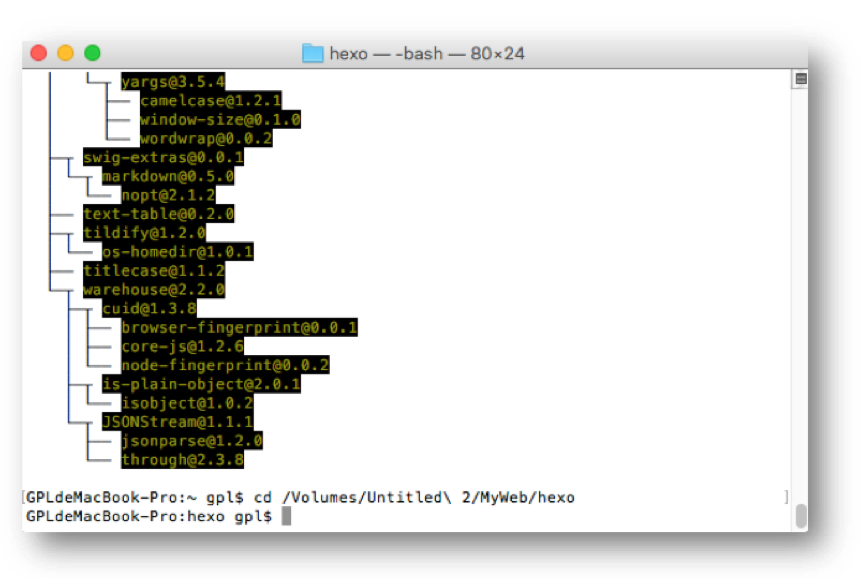 hexo — -bash — 80×24
yargs@3.5.4
camelcase@1.2.1
window-size@0.1.0
wordwrap@0.0.2
swig-extras@0.0.1
markdown@0.5.0
nopt@2.1.2
text-table@0.2.0
tildify@1.2.0
os-homedir@1.0.1
titlecase@1.1.2
warehouse@2.2.0
cuid@1.3.8
browser-fingerprint@0.0.1
core-js@1.2.6
node-fingerprint@0.0.2
is-plain-object@2.0.1
isobject@1.0.2
JSONStream@1.1.1
jsonparse@1.2.0
through@2.3.8
[GPLdeMacBook-Pro:~ gpl$ cd /Volumes/Untitled\ 2/MyWeb/hexo ]
GPLdeMacBook-Pro:hexo gpl$